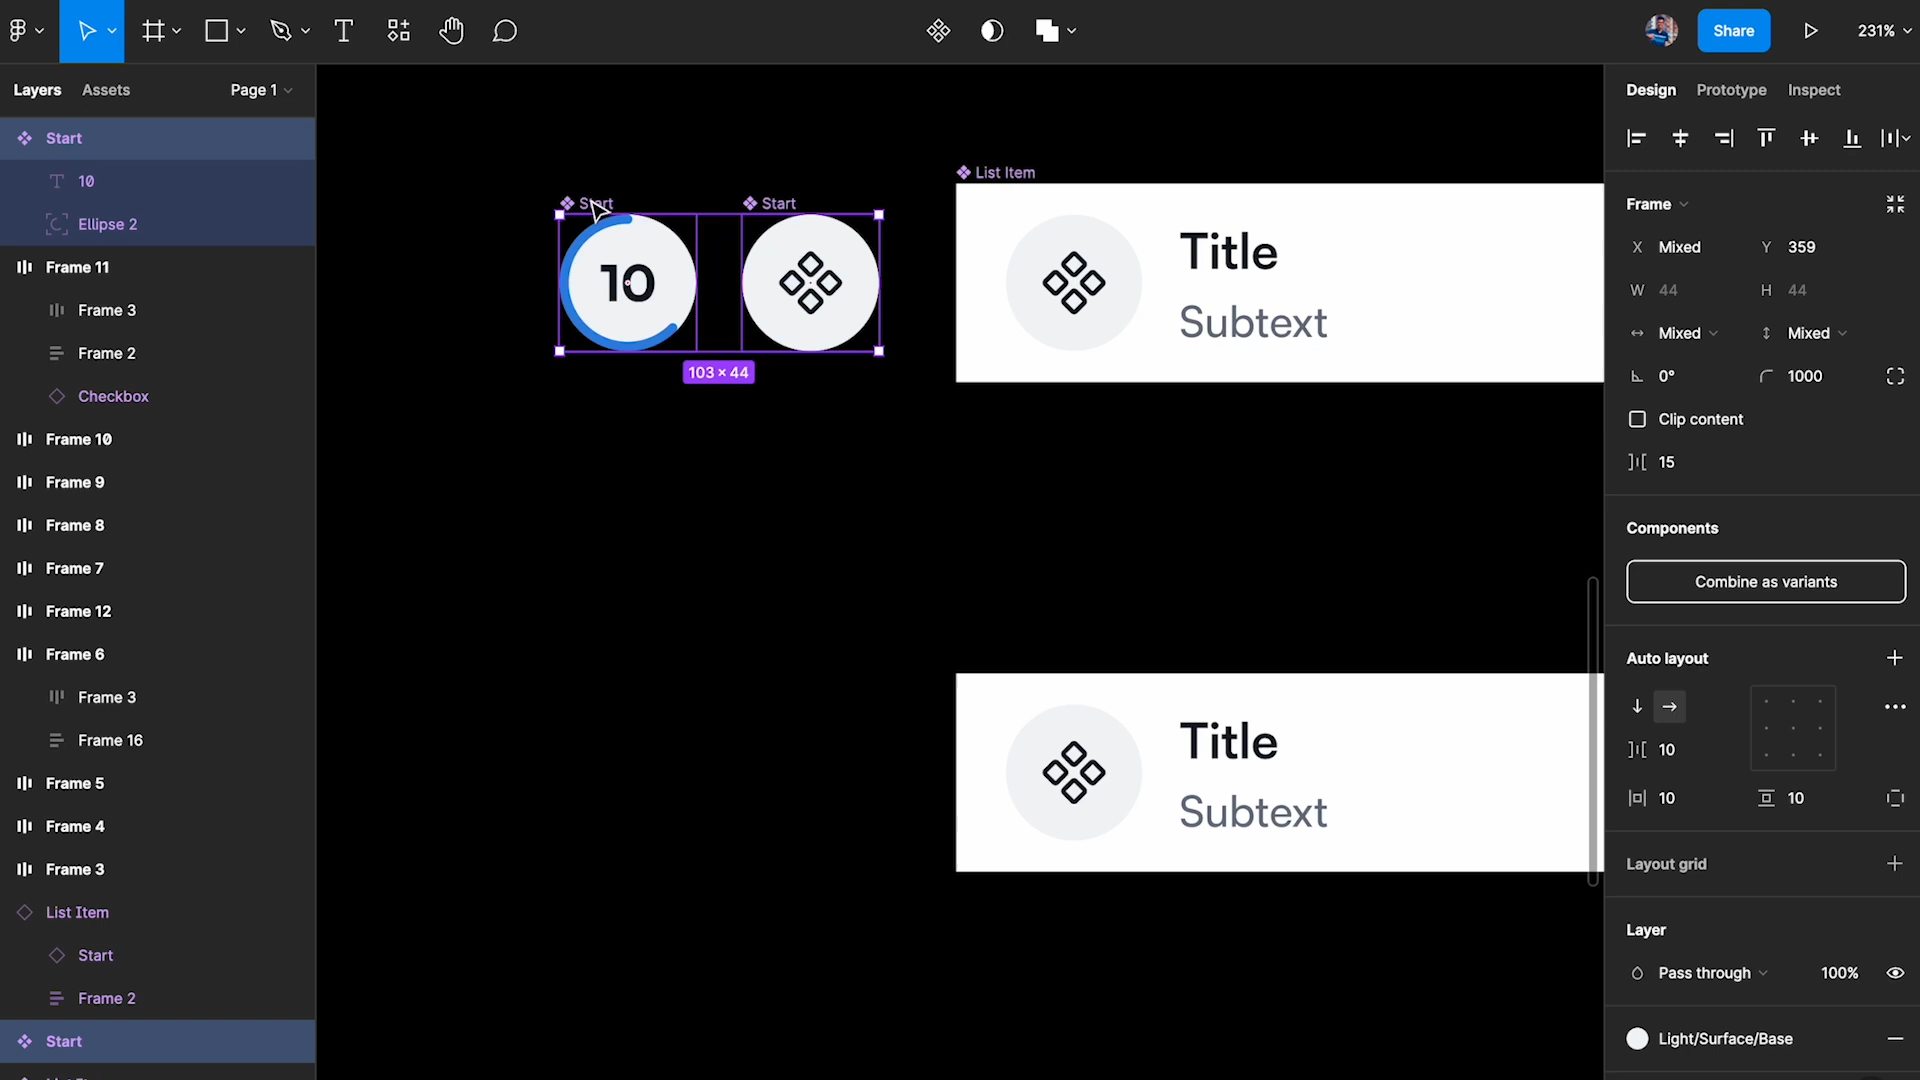 Share
231%
Layers
Assets
Page 1
Start
10
Ellipse 2
Frame 11
Frame 3
Frame 2
Checkbox
Frame 10
Frame 9
Frame 8
Frame 7
Frame 12
Frame 6
Frame 3
Frame 16
Frame 5
Frame 4
Frame 3
List Item
Start
Frame 2
Start
Start
Start
10
103 × 44
List Item
Title
Subtext
Title
Subtext
Design
Prototype
Inspect
Frame
X Mixed
Y 359
W 44
H 44
Mixed
Mixed
0°
1000
Clip content
15
Components
Combine as variants
Auto layout
10
10
10
Layout grid
Layer
Pass through
100%
Light/Surface/Base